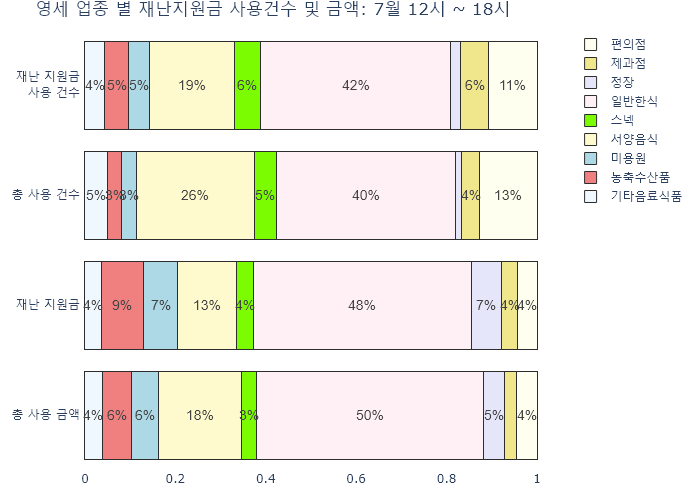 영세 업종 별 재난지원금 사용건수 및 금액: 7월 12시 ~ 18시
재난 지원금
사용 건수
4% 5% 5% 19% 6% 42% 6% 11%
총 사용 건수
5% 3% 3% 26% 5% 40% 4% 13%
재난 지원금
4% 9% 7% 13% 4% 48% 7% 4% 4%
총 사용 금액
4% 6% 6% 18% 3% 50% 5% 4%
0 0.2 0.4 0.6 0.8 1
편의점
제과점
정장
일반한식
스넥
서양음식
미용원
농축수산품
기타음료식품